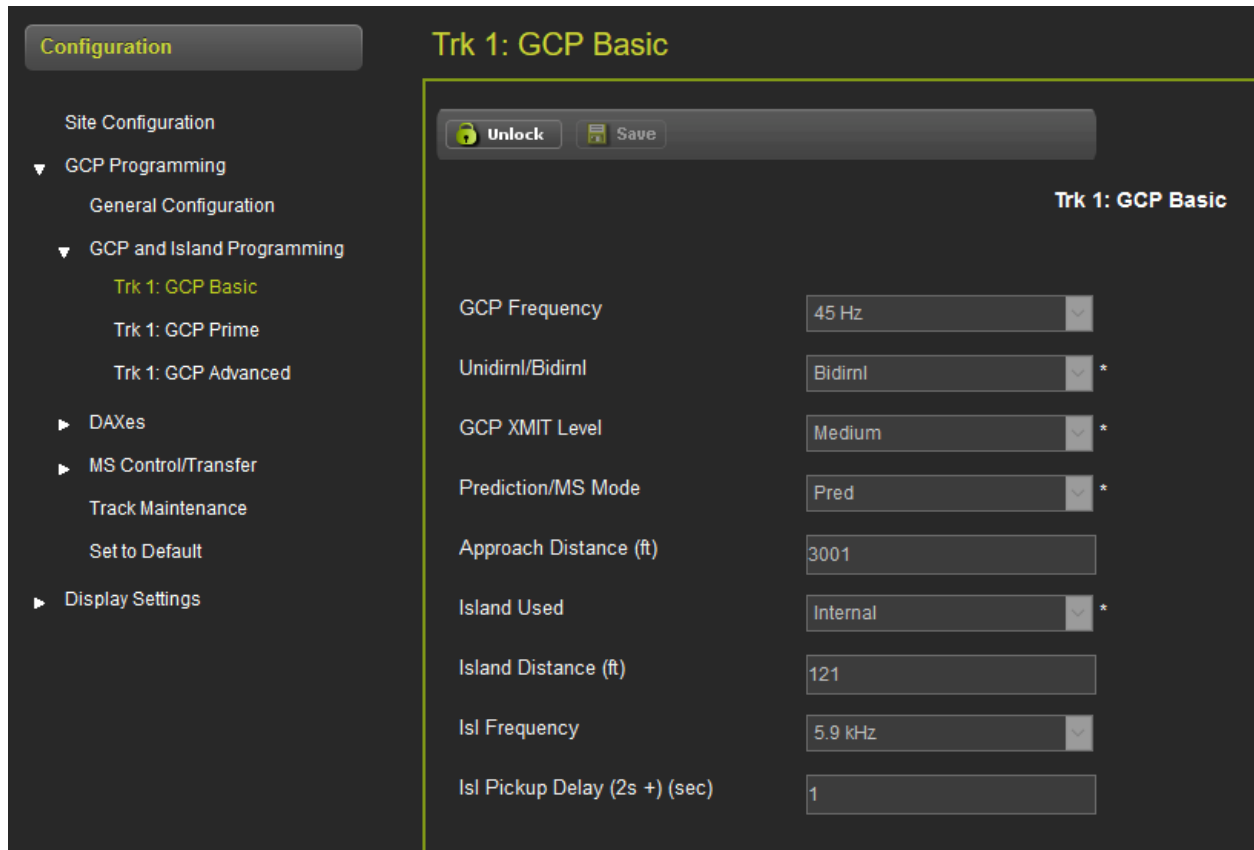 Configuration
Site Configuration
GCP Programming
General Configuration
GCP and Island Programming
Trk 1: GCP Basic
Trk 1: GCP Prime
Trk 1: GCP Advanced
DAXes
MS Control/Transfer
Track Maintenance
Set to Default
Display Settings
Trk 1: GCP Basic
Unlock Save
Trk 1: GCP Basic
GCP Frequency 45 Hz
Unidirnl/Bidirnl Bidirnl *
GCP XMIT Level Medium *
Prediction/MS Mode Pred *
Approach Distance (ft) 3001
Island Used Internal *
Island Distance (ft) 121
Isl Frequency 5.9 kHz
Isl Pickup Delay (2s +) (sec) 1